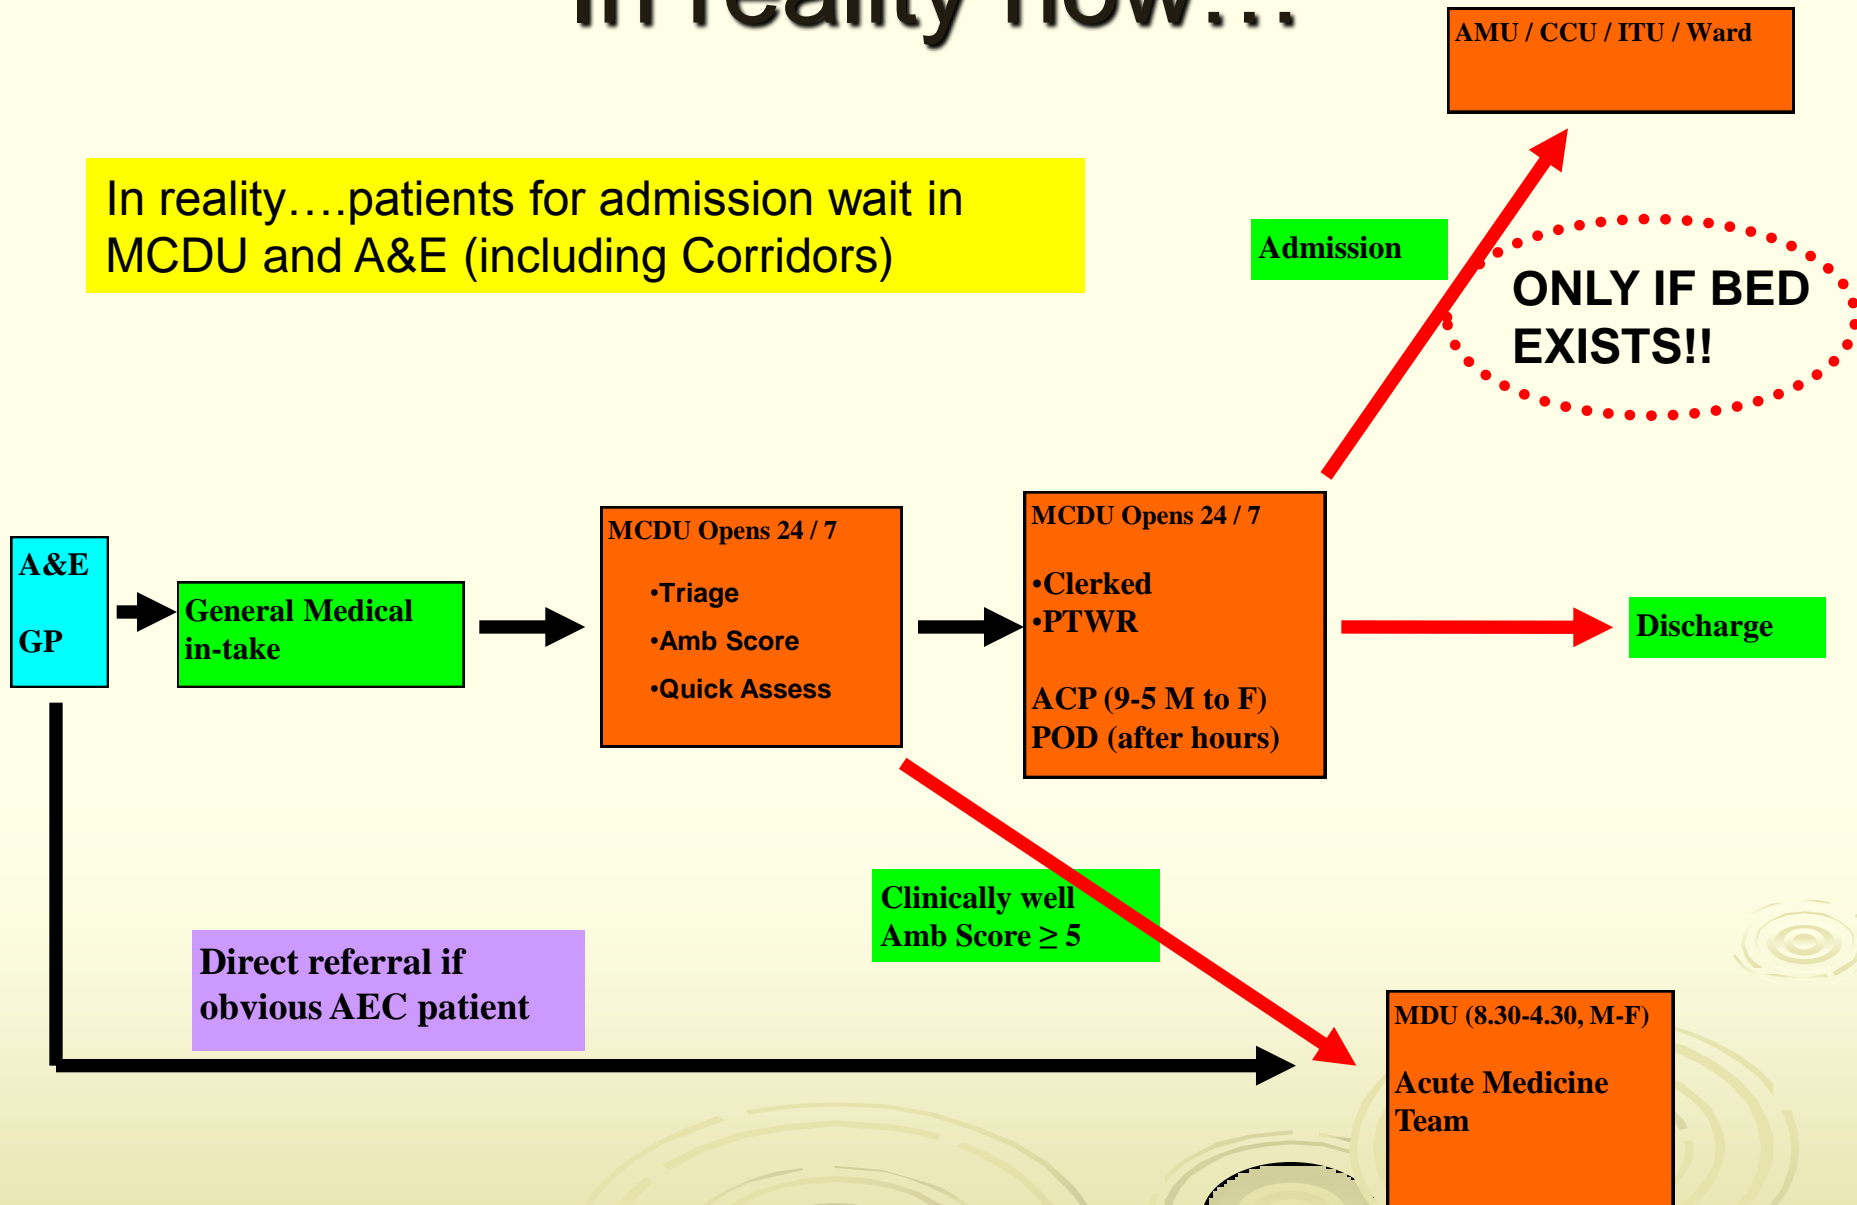 In reality now…
AMU / CCU / ITU / Ward
In reality….patients for admission wait in
MCDU and A&E (including Corridors)
Admission
ONLY IF BED
EXISTS!!
A&E
GP
General Medical
in-take
MCDU Opens 24 / 7
•Triage
•Amb Score
•Quick Assess
MCDU Opens 24 / 7
•Clerked
•PTWR
ACP (9-5 M to F)
POD (after hours)
Discharge
Clinically well
Amb Score ≥ 5
Direct referral if
obvious AEC patient
MDU (8.30-4.30, M-F)
Acute Medicine
Team